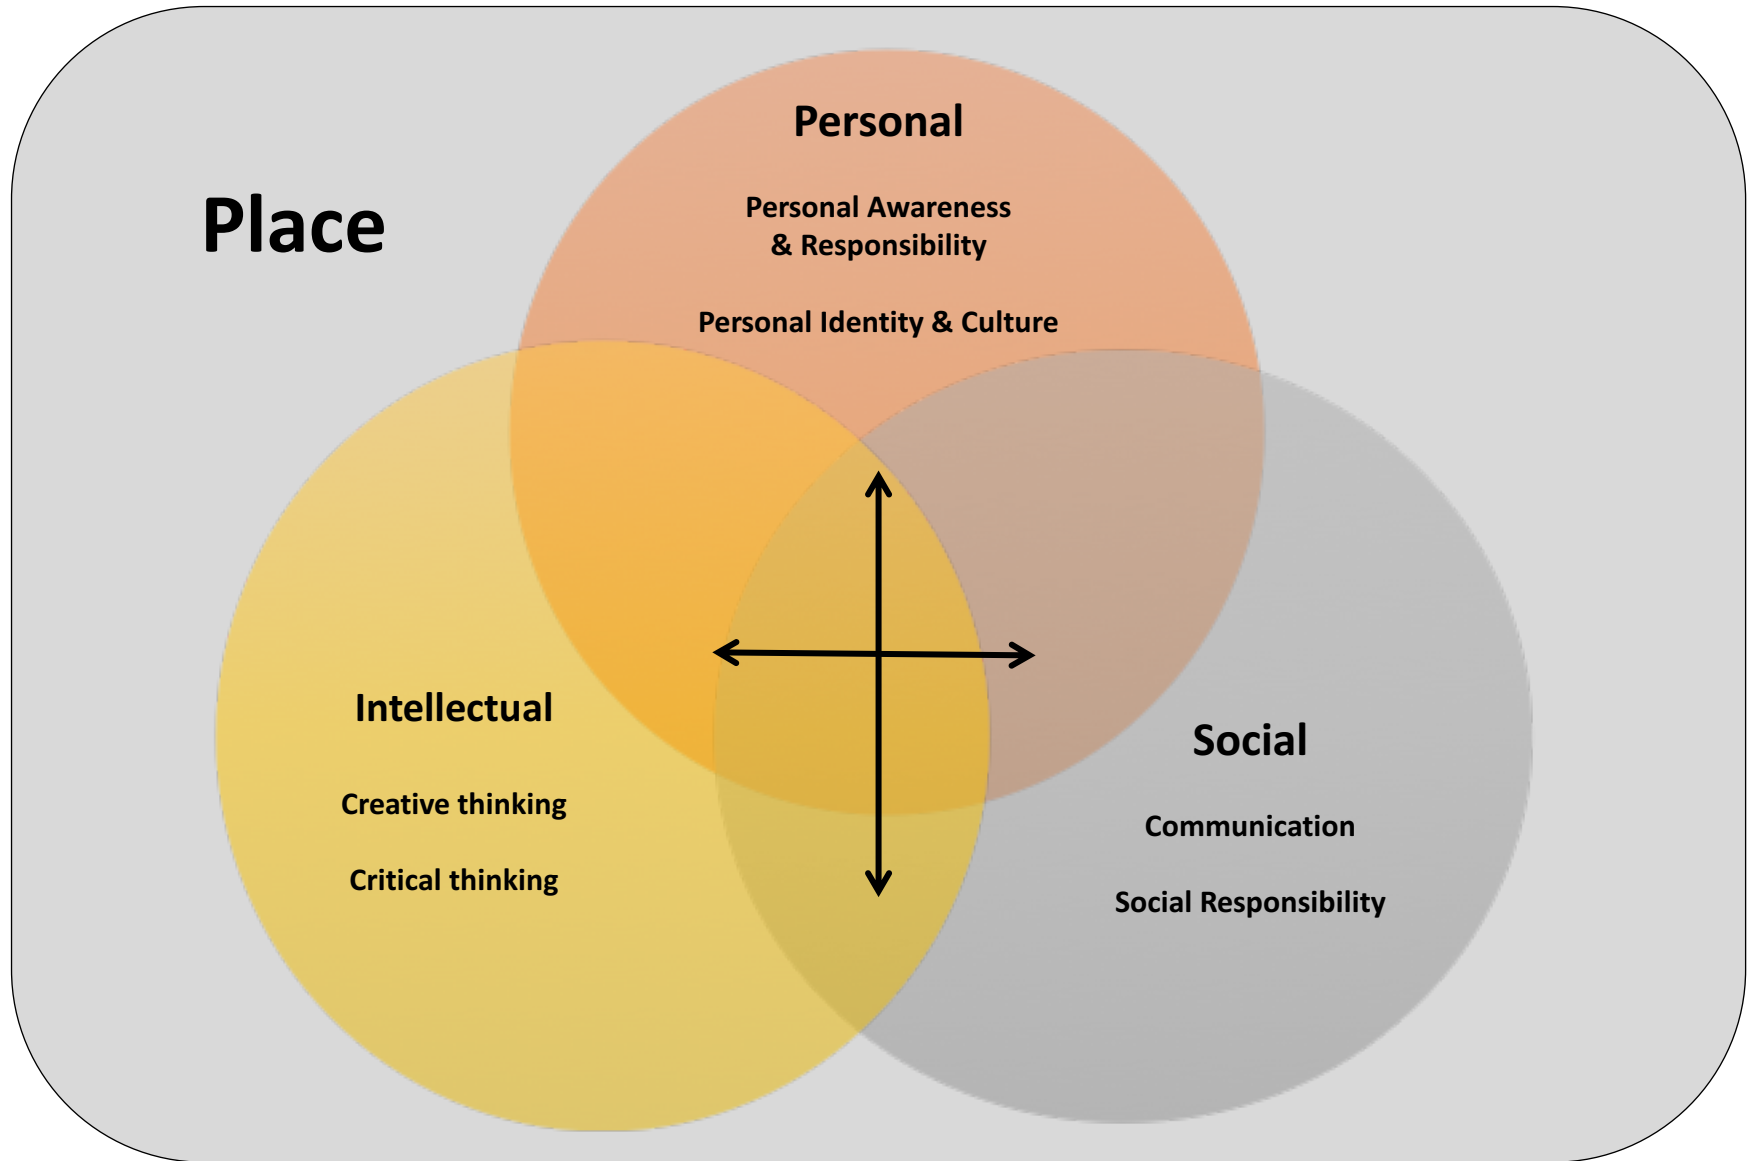 Place
Personal
Personal Awareness
& Responsibility
Personal Identity & Culture
Intellectual
Creative thinking
Critical thinking
Social
Communication
Social Responsibility